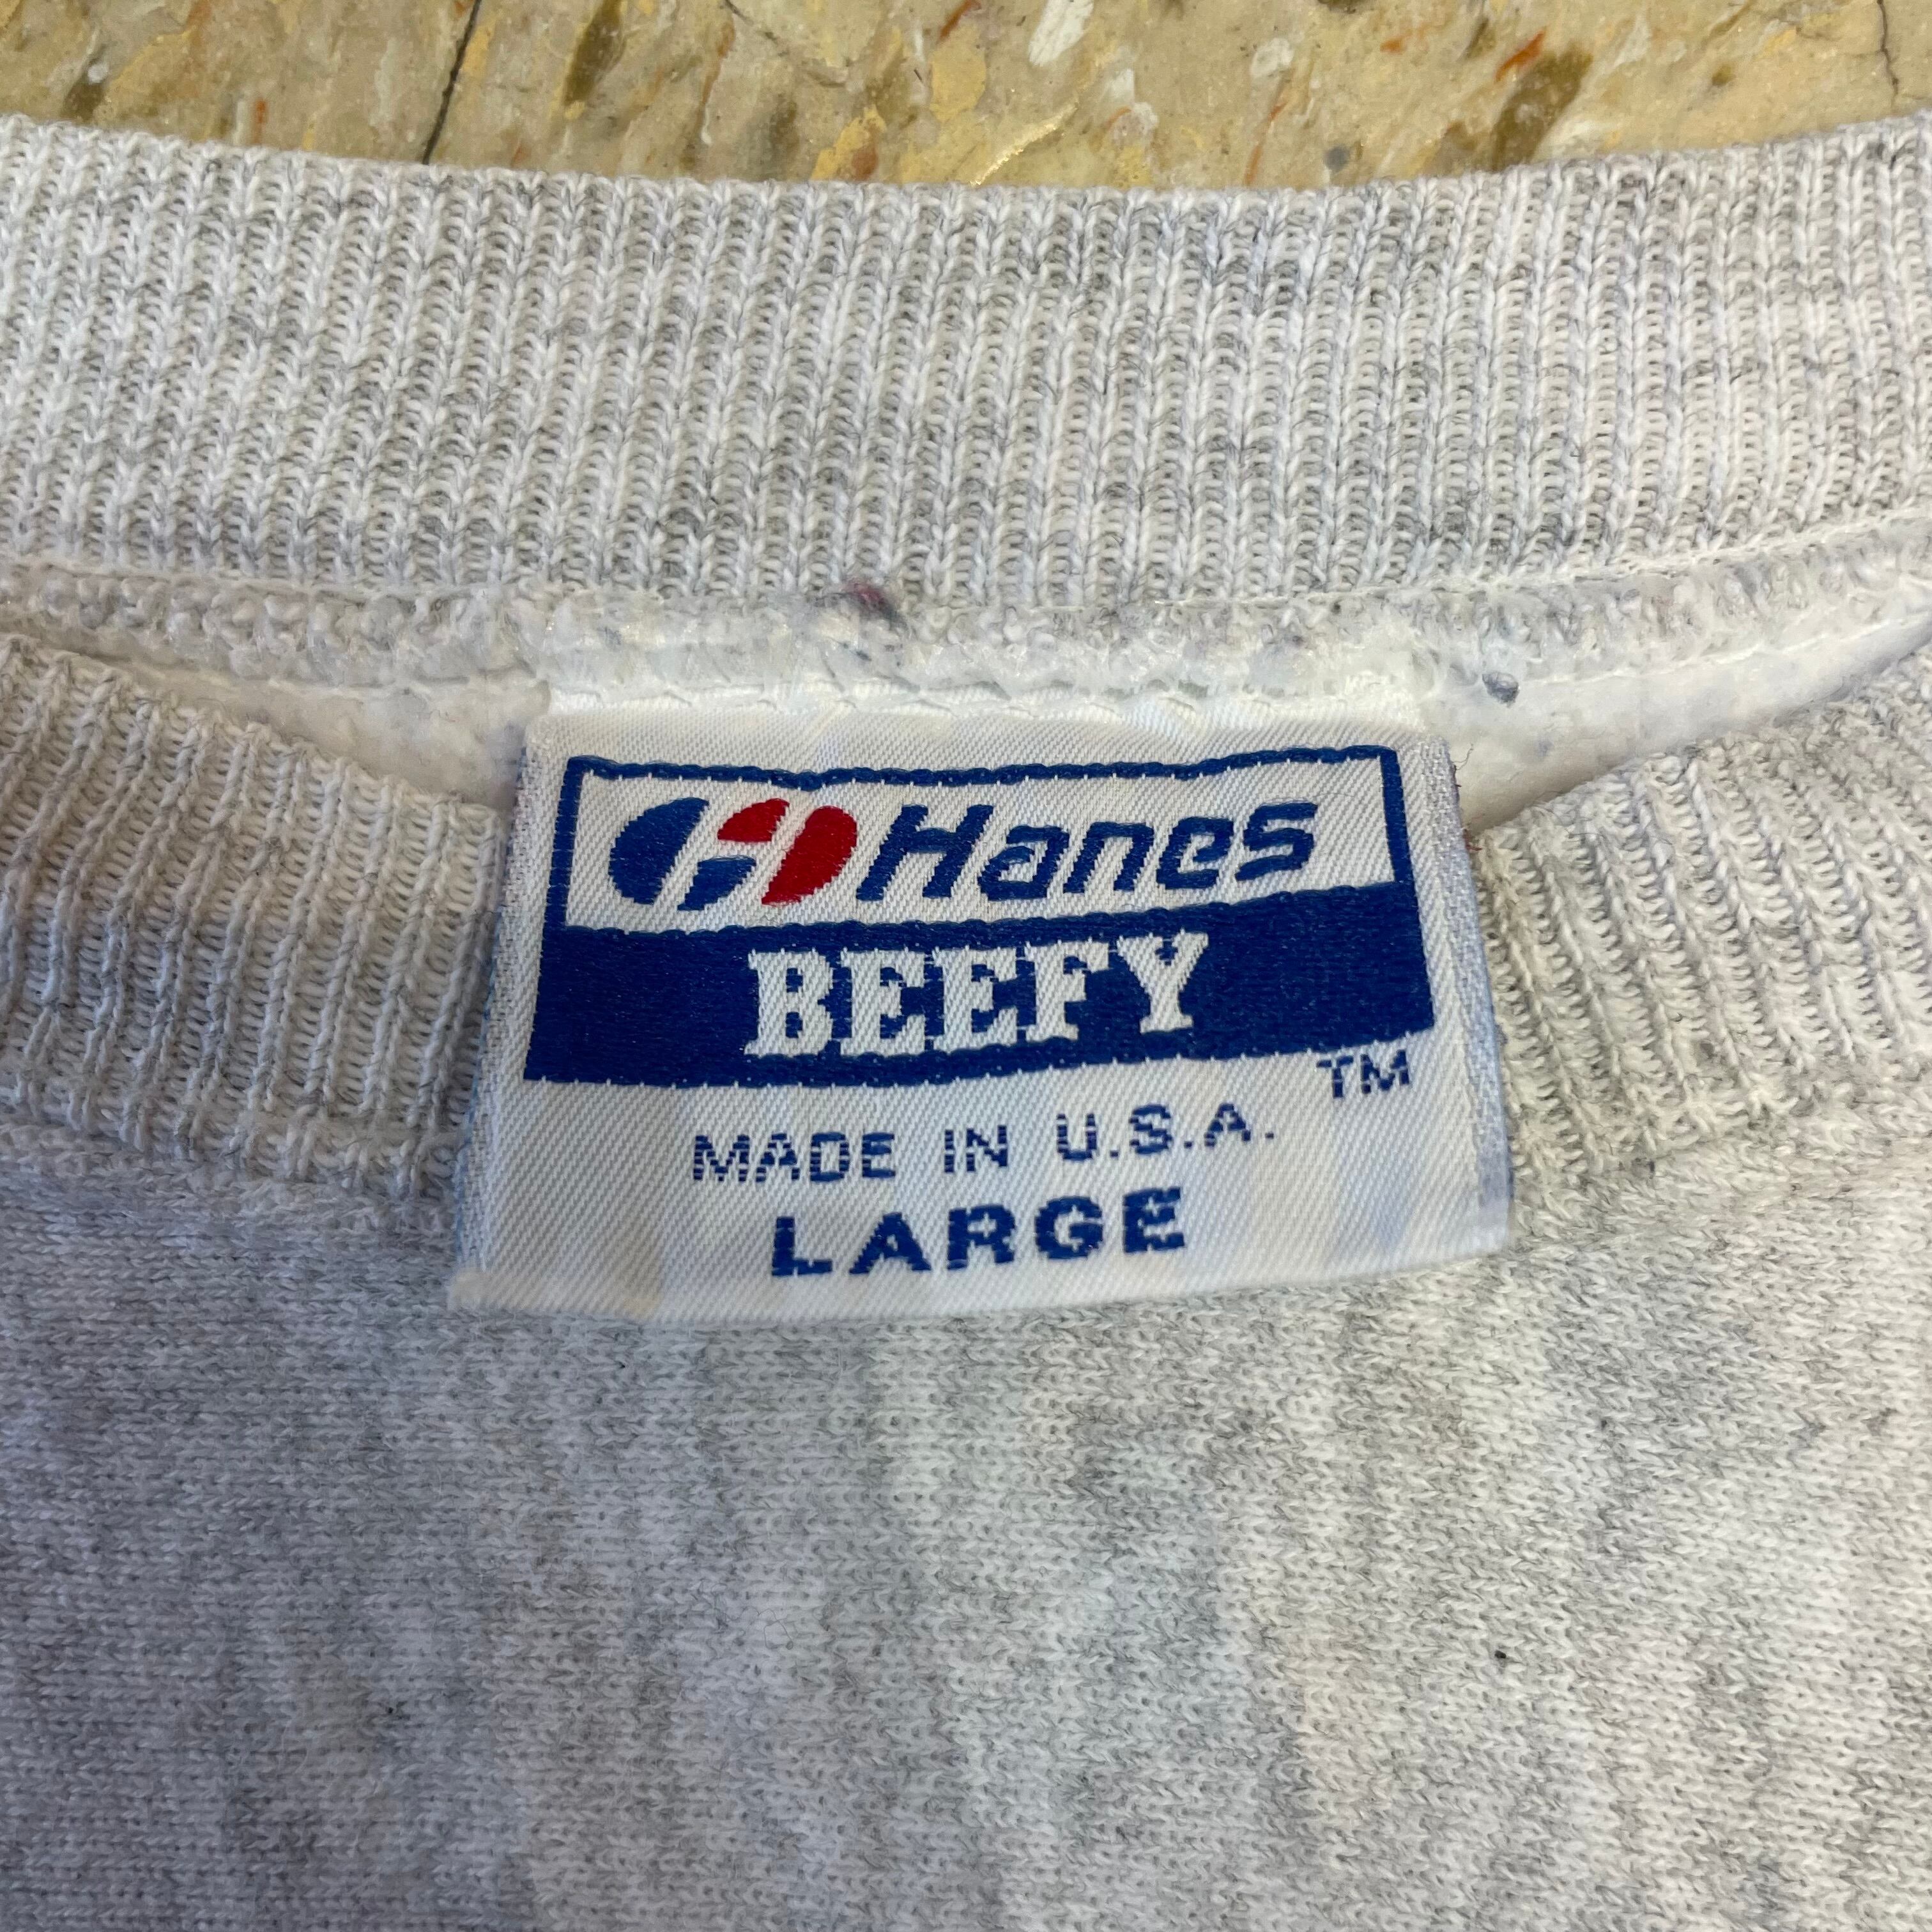 Hanes
BEEFY
TM
MADE IN U.S.A.
LARGE